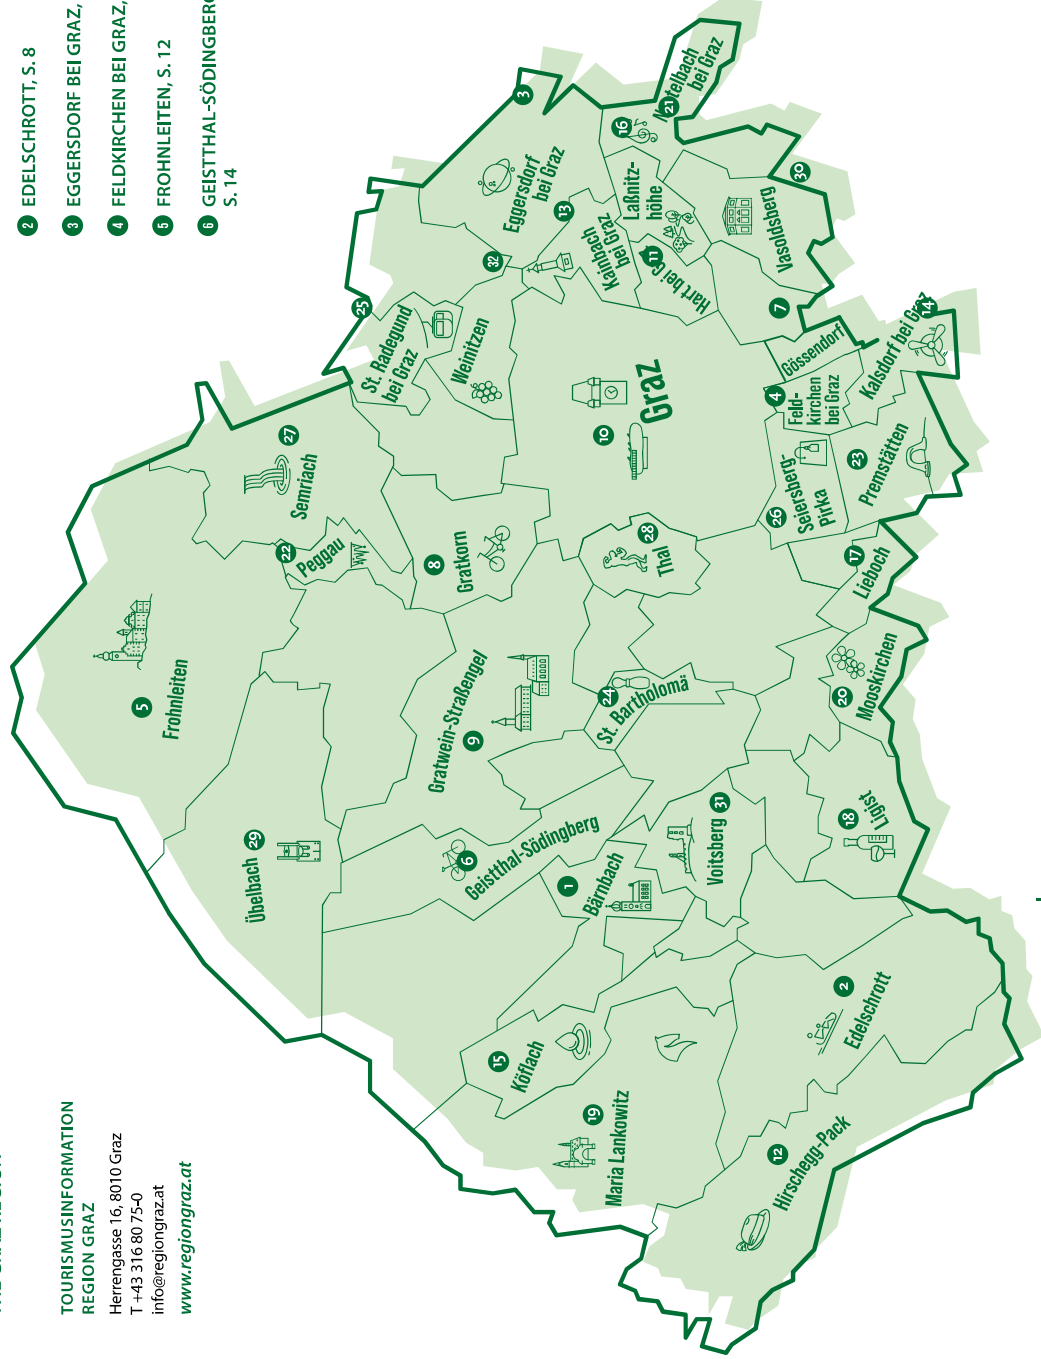 TOURISMUSINFORMATION
REGION GRAZ
Herrengasse 16, 8010 Graz
T +43 316 80 75-0
info@regiongraz.at
www.regiongraz.at
2 EDELSCHROTT, S. 8
3 EGGERSDORF BEI GRAZ,
4 FELDKIRCHEN BEI GRAZ,
5 FROHNLEITEN, S. 12
6 GEISTTHAL-SÖDINGBERG
S. 14
5
Frohnleiten
29
Übelbach
27
Semriach
22
Peggau
25
St. Radegund
bei Graz
32
Weinitzen
3
Eggersdorf
bei Graz
13
Kainbach
bei Graz
16
Laßnitz-
höhe
21
bei Graz
11
Hart bei G
30
Vasoldsberg
7
Gössendorf
14
Kalsdorf bei Graz
4
Feld-
kirchen
bei Graz
10
Graz
8
Gratkorn
9
Gratwein-Straßengel
28
Thal
26
Seiersberg-
Pirka
23
Premstätten
17
Lieboch
20
Mooskirchen
24
St. Bartholomä
6
Geistthal-Södingberg
1
Bärnbach
31
Voitsberg
18
Ligist
15
Köflach
19
Maria Lankowitz
2
Edelschrott
12
Hirschegg-Pack